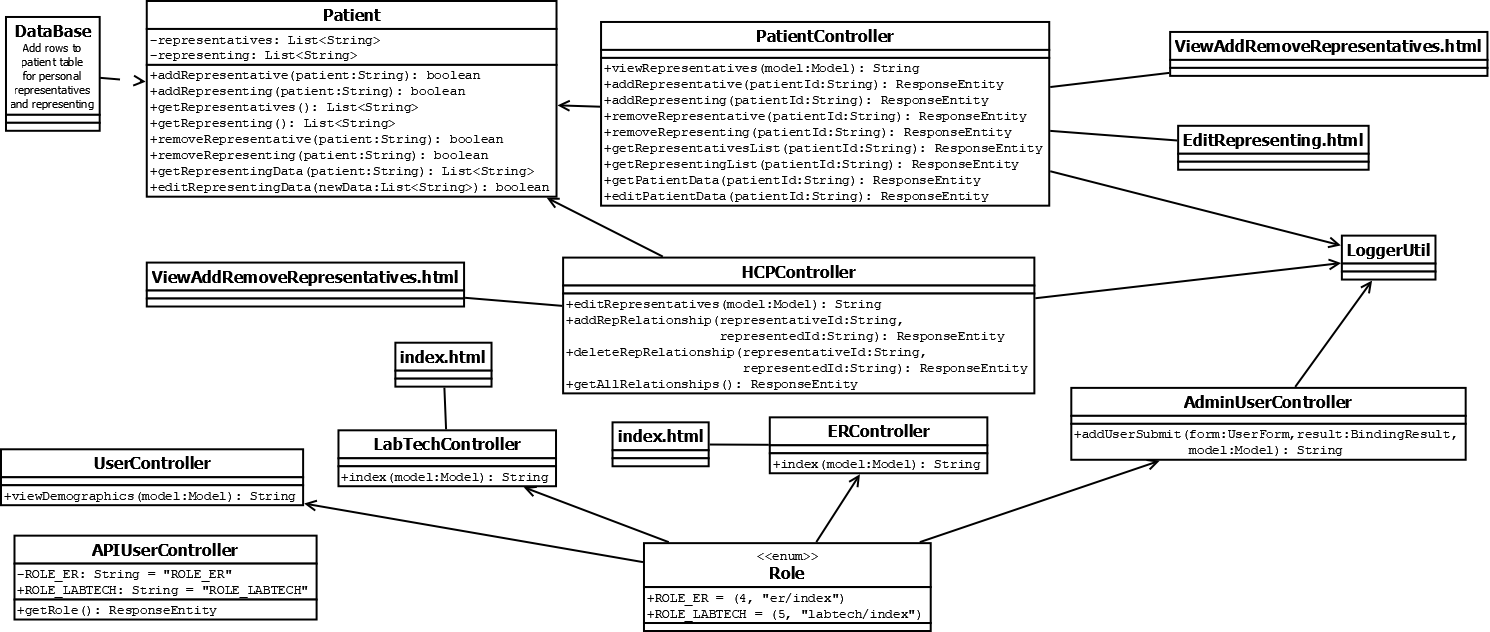 DataBase
Add rows to
patient table
for personal
representatives
and representing
Patient
-representatives: List<String>
-representing: List<String>
+addRepresentative(patient:String): boolean
+addRepresenting(patient:String): boolean
+getRepresentatives(): List<String>
+getRepresenting(): List<String>
+removeRepresentative(patient:String): boolean
+removeRepresenting(patient:String): boolean
+getRepresentingData(patient:String): List<String>
+editRepresentingData(newData:List<String>): boolean
PatientController
+viewRepresentatives(model:Model): String
+addRepresentative(patientId:String): ResponseEntity
+addRepresenting(patientId:String): ResponseEntity
+removeRepresentative(patientId:String): ResponseEntity
+removeRepresenting(patientId:String): ResponseEntity
+getRepresentativesList(patientId:String): ResponseEntity
+getRepresentingList(patientId:String): ResponseEntity
+getPatientData(patientId:String): ResponseEntity
+editPatientData(patientId:String): ResponseEntity
ViewAddRemoveRepresentatives.html
EditRepresenting.html
LoggerUtil
ViewAddRemoveRepresentatives.html
HCPController
+editRepresentatives(model:Model): String
+addRepRelationship(representativeId:String,
representedId:String): ResponseEntity
+deleteRepRelationship(representativeId:String,
representedId:String): ResponseEntity
+getAllRelationships(): ResponseEntity
index.html
LabTechController
+index(model:Model): String
index.html
ERController
+index(model:Model): String
AdminUserController
+addUserSubmit(form:UserForm,result:BindingResult,
model:Model): String
UserController
+viewDemographics(model:Model): String
APIUserController
-ROLE_ER: String = "ROLE_ER"
+ROLE_LABTECH: String = "ROLE_LABTECH"
+getRole(): ResponseEntity
<<enum>>
Role
+ROLE_ER = (4, "er/index")
+ROLE_LABTECH = (5, "labtech/index")